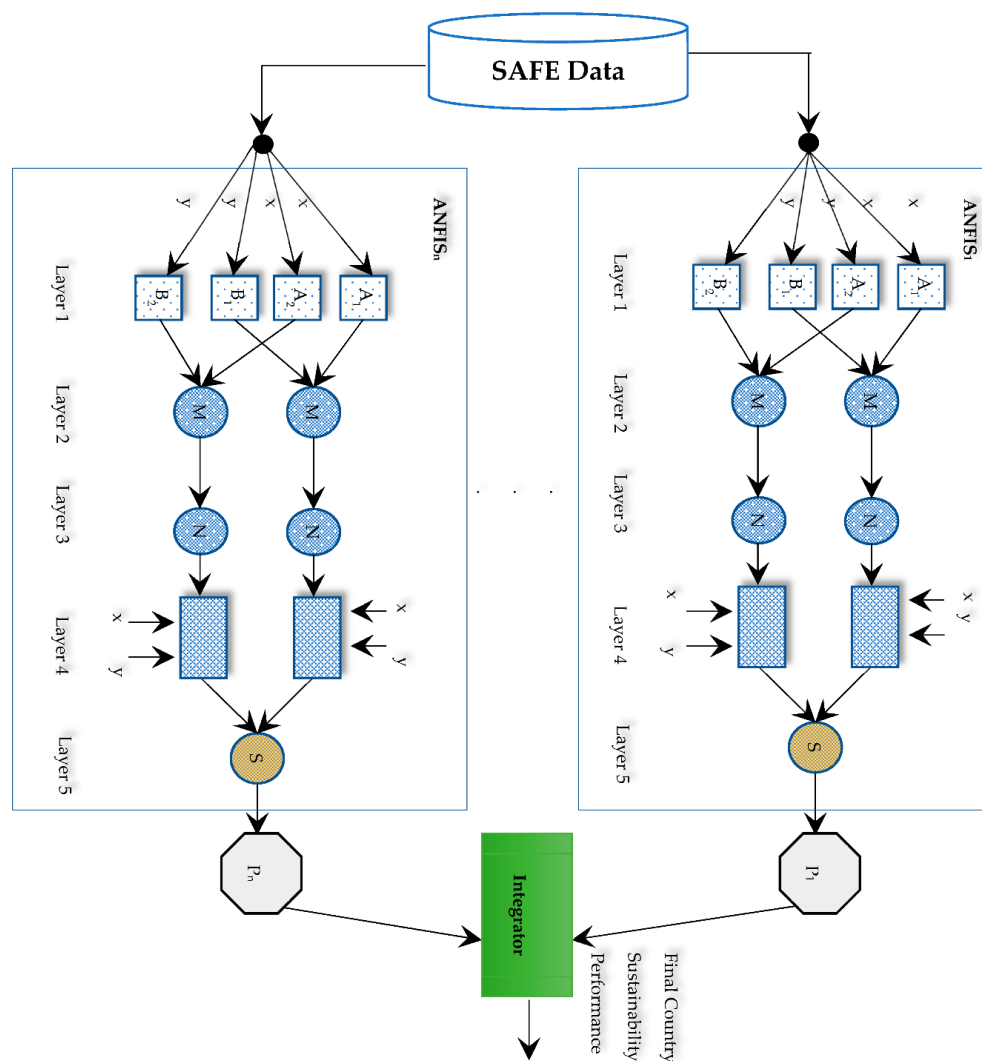 SAFE Data
ANFISₙ
x
x
y
y
A₁
A₂
B₁
B₂
Layer 1
M
M
Layer 2
N
N
Layer 3
x
y
x
y
Layer 4
S
Layer 5
Pₙ
. . .
ANFIS₁
x
x
y
y
A₁
A₂
B₁
B₂
Layer 1
M
M
Layer 2
N
N
Layer 3
x
y
x
y
Layer 4
S
Layer 5
P₁
Integrator
Final Country
Sustainability
Performance